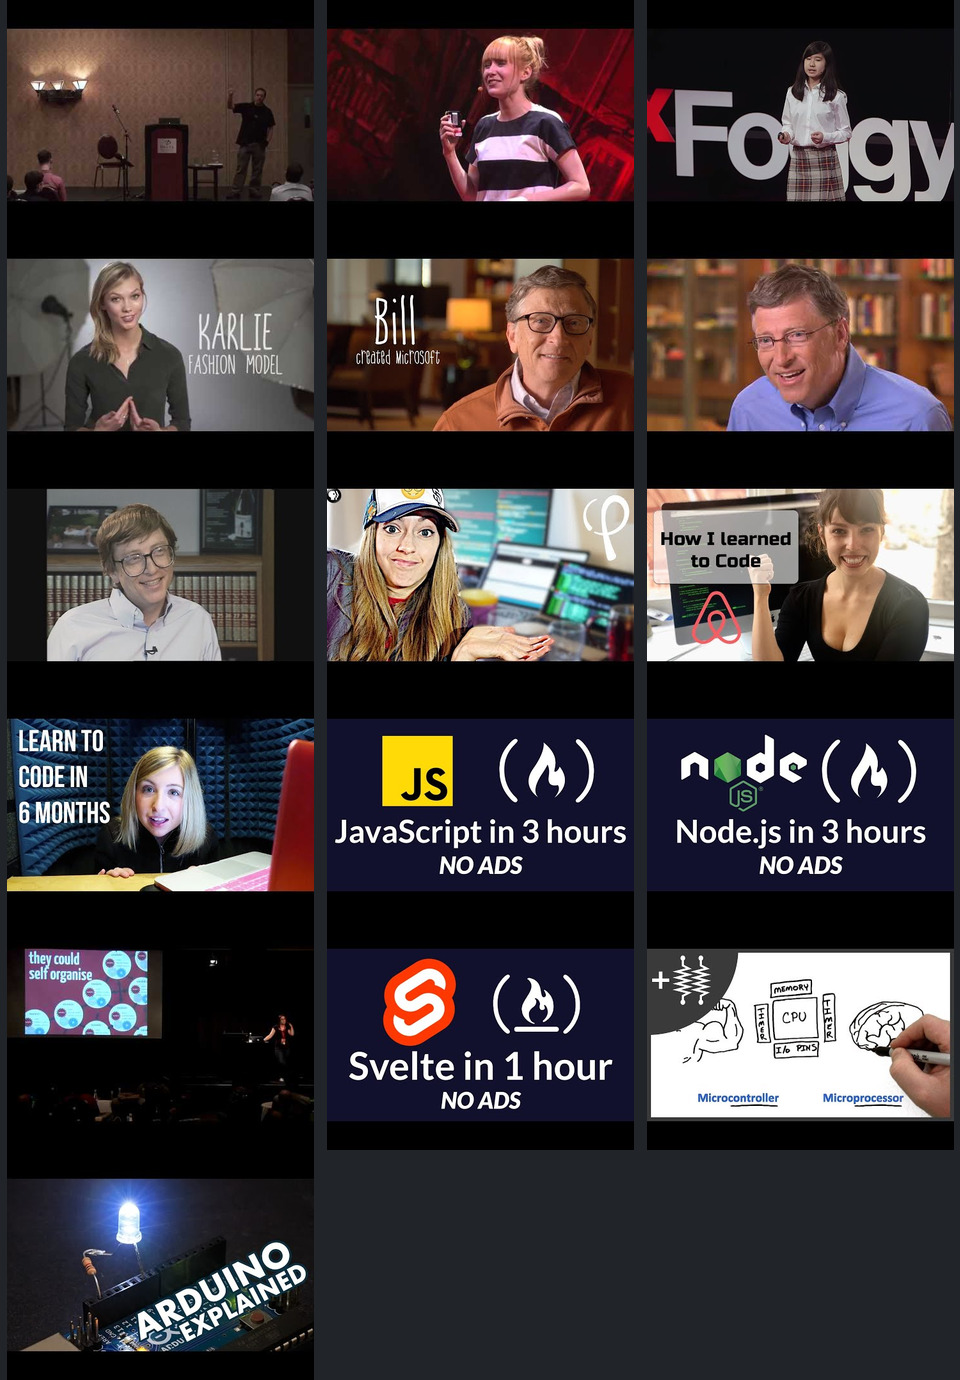 xFoggy
KARLIE
FASHION MODEL
Bill
created Microsoft
How I learned
to Code
LEARN TO
CODE IN
6 MONTHS
JS
JavaScript in 3 hours
NO ADS
node
JS
Node.js in 3 hours
NO ADS
they could
self organise
Svelte in 1 hour
NO ADS
MEMORY
TIMER
CPU
TIMER
I/O PINS
Microcontroller
Microprocessor
ARDUINO
EXPLAINED